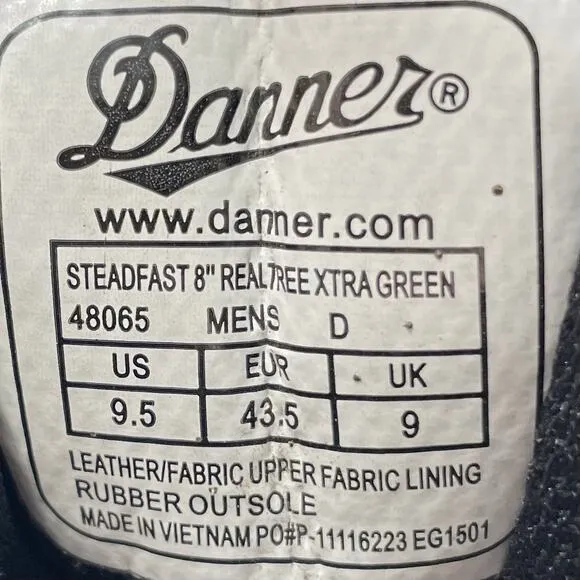 Danner®
www.danner.com
STEADFAST 8" REALTREE XTRA GREEN
48065 MENS D
US EUR UK
9.5 43.5 9
LEATHER/FABRIC UPPER FABRIC LINING
RUBBER OUTSOLE
MADE IN VIETNAM PO#P-11116223 EG1501